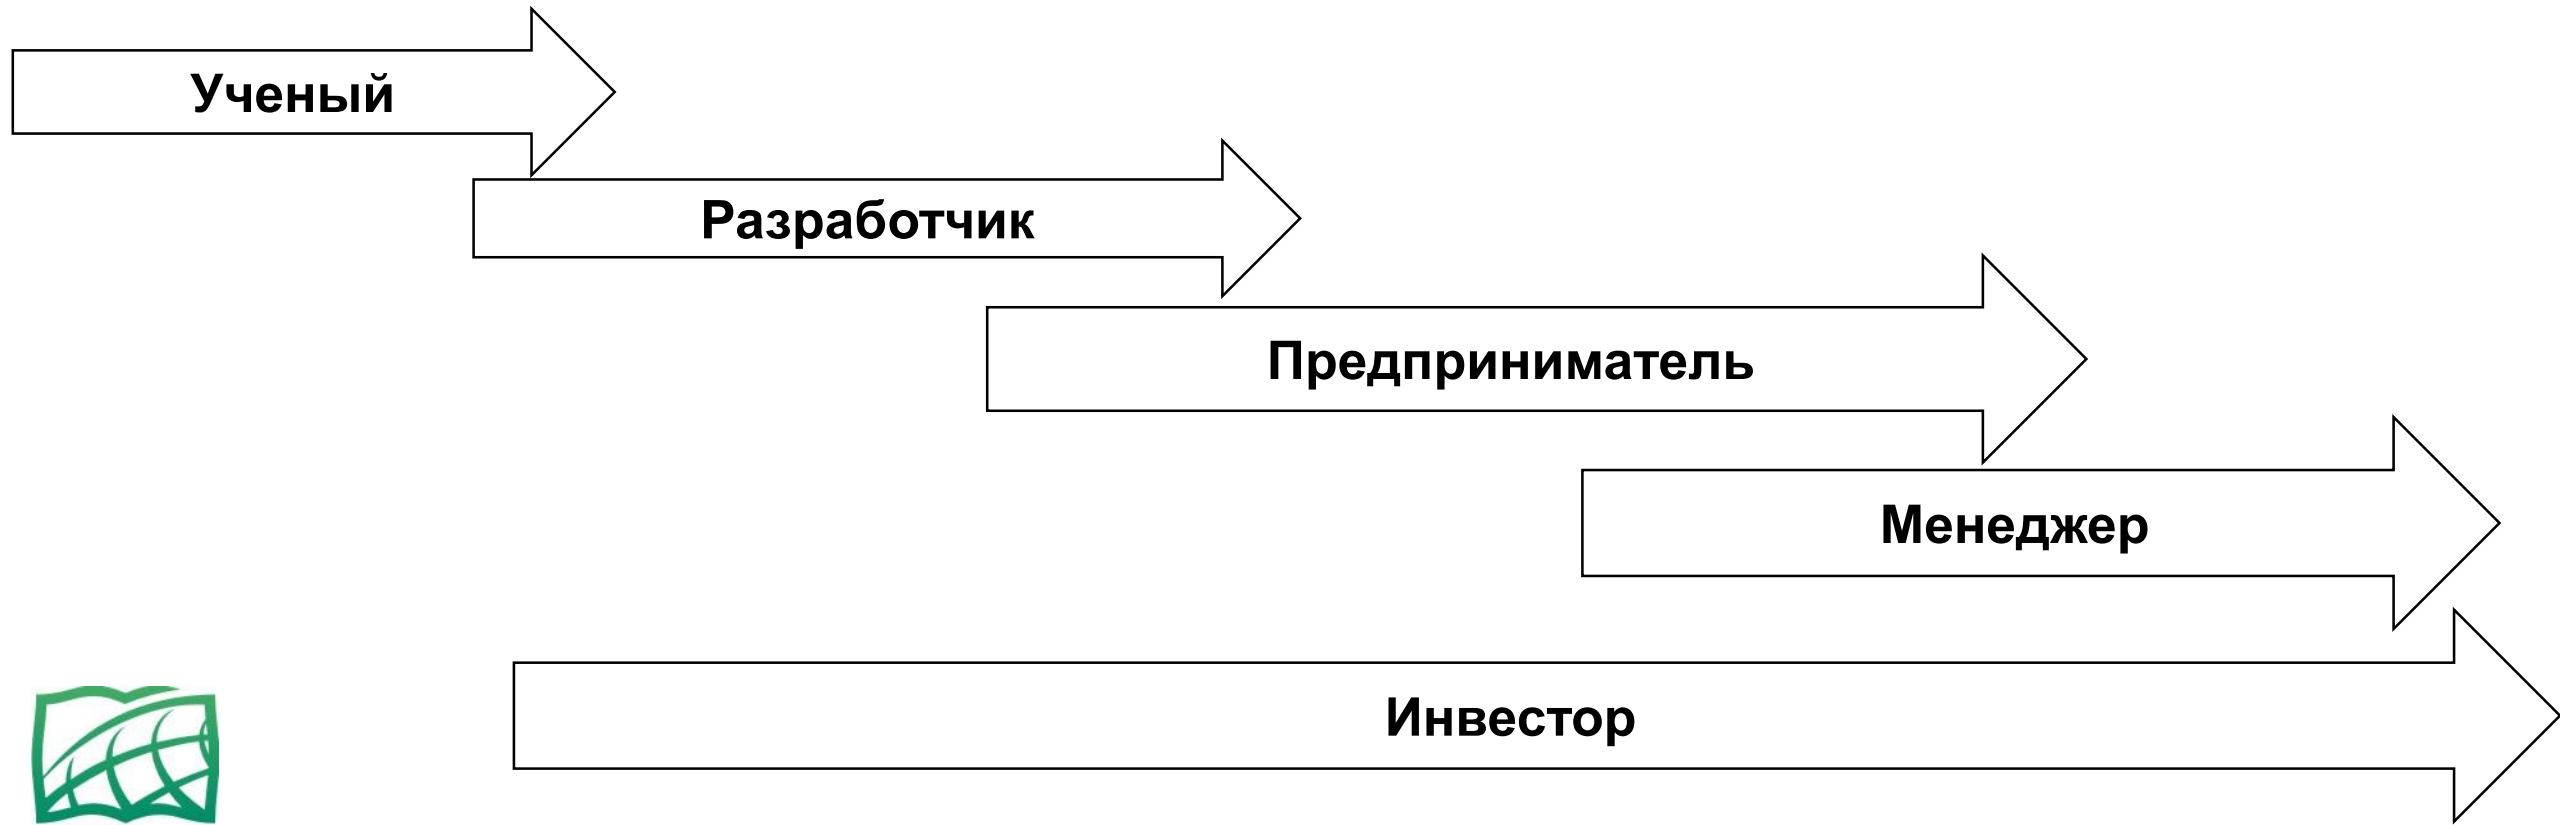 Ученый
Разработчик
Предприниматель
Менеджер
Инвестор